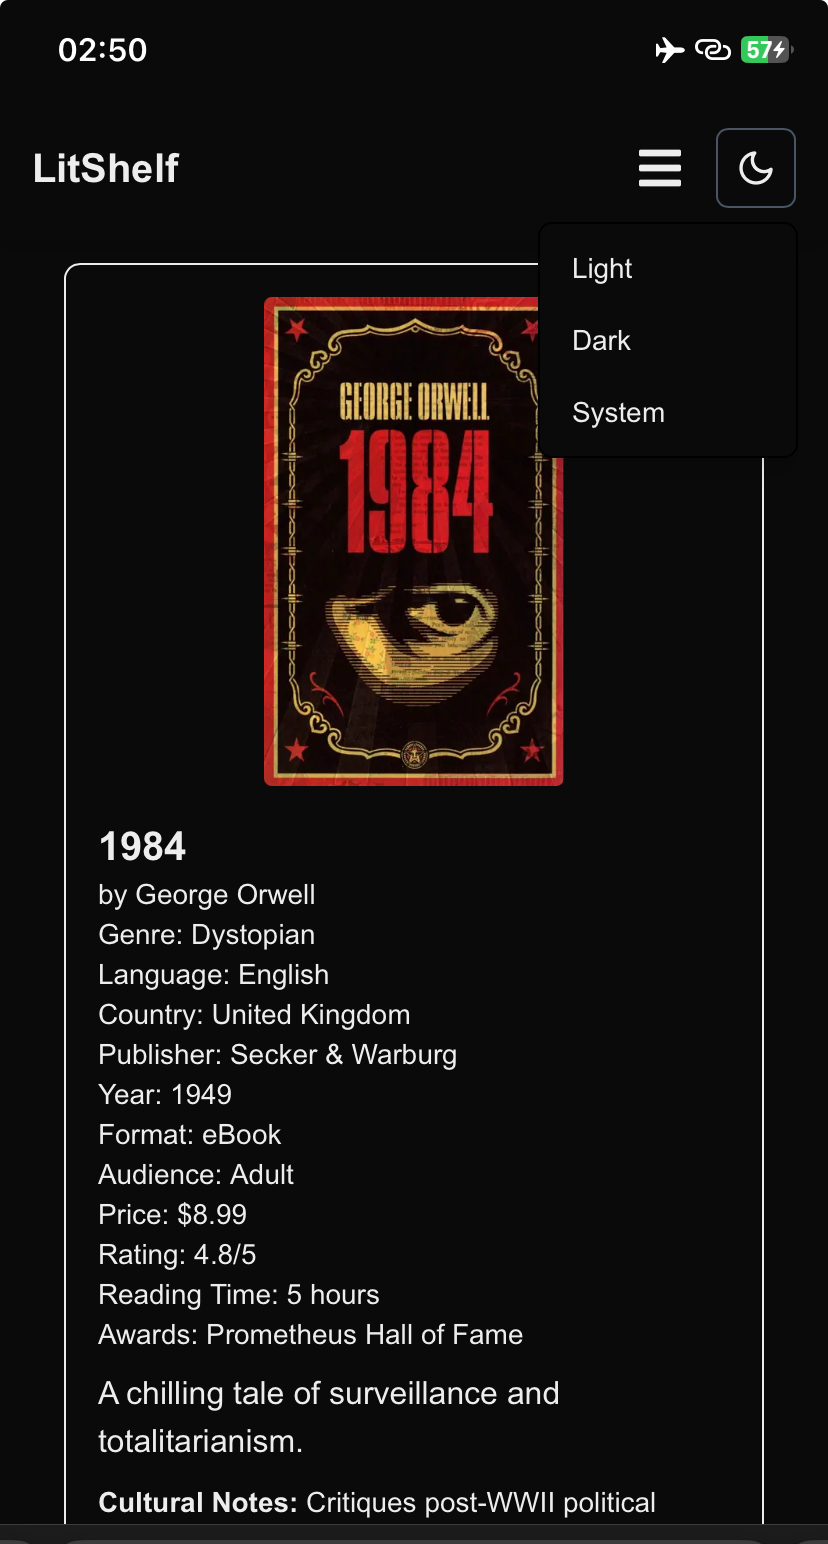 02:50
57
LitShelf
Light
Dark
System
GEORGE ORWELL
1984
1984
by George Orwell
Genre: Dystopian
Language: English
Country: United Kingdom
Publisher: Secker & Warburg
Year: 1949
Format: eBook
Audience: Adult
Price: $8.99
Rating: 4.8/5
Reading Time: 5 hours
Awards: Prometheus Hall of Fame
A chilling tale of surveillance and
totalitarianism.
Cultural Notes: Critiques post-WWII political